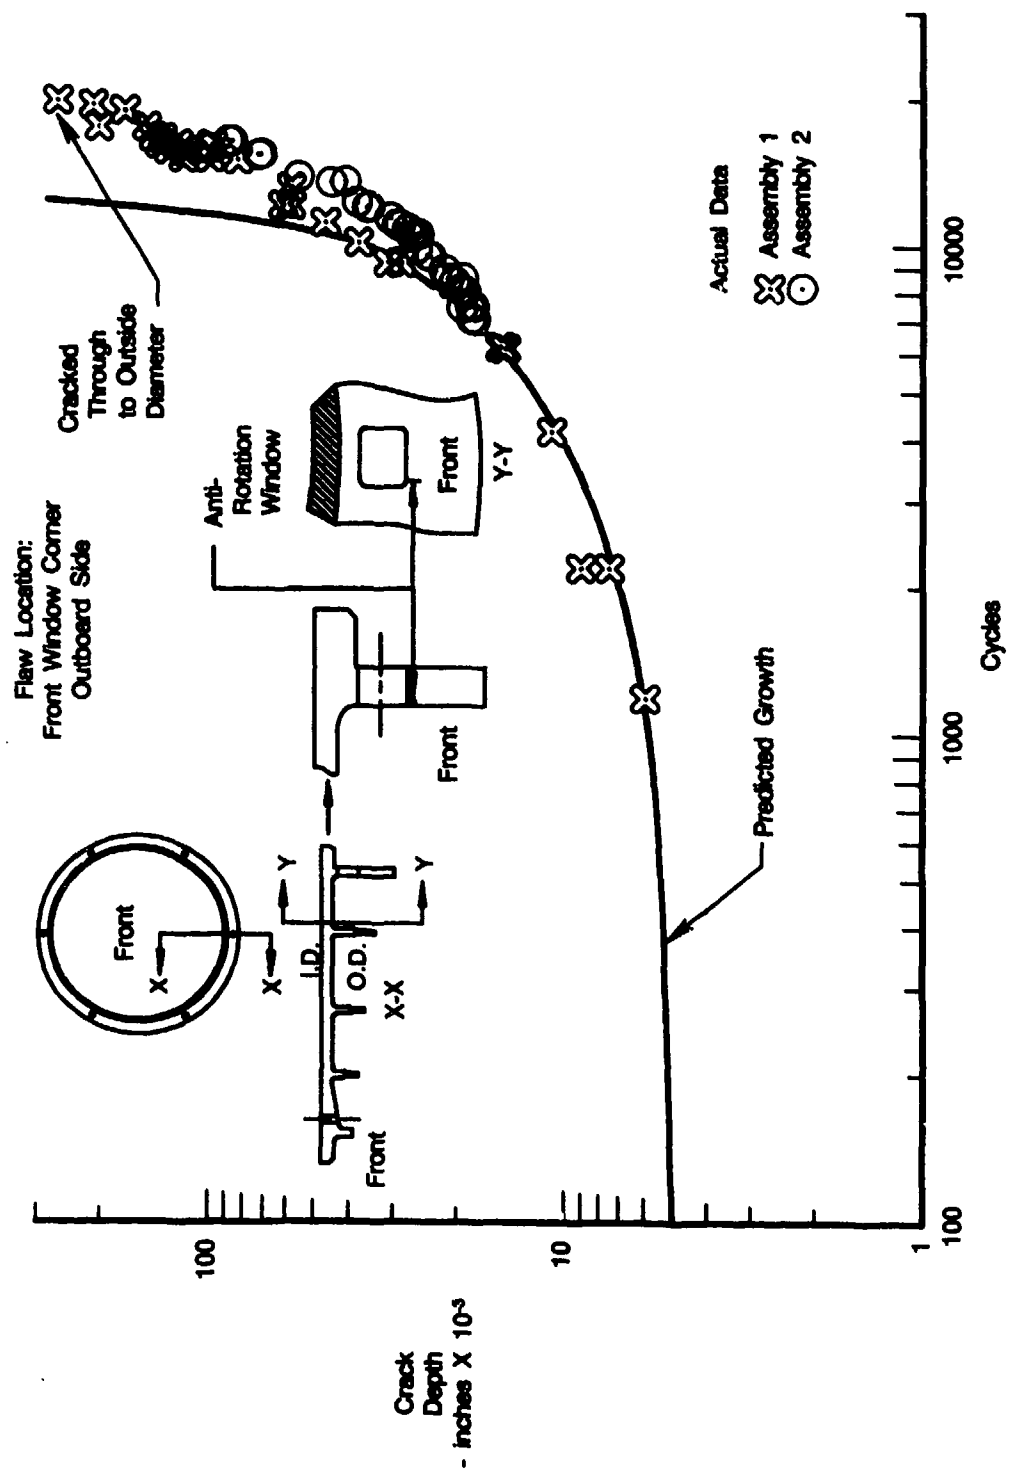 Flaw Location:
Front Window Corner
Outboard Side
Cracked
Through
to Outside
Diameter
Front
X
X
I.D.
O.D.
X-X
Y
Y
Front
Anti-
Rotation
Window
Front
Front
Y-Y
Actual Data
Assembly 1
Assembly 2
Predicted Growth
Crack
Depth
- inches X 10-3
100
10
1
100
1000
10000
Cycles